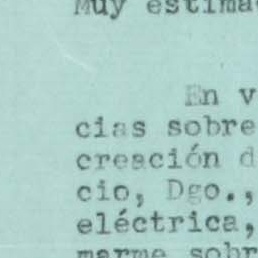 Muy estima
En v
cias sobre
creación d
cio, Dgo.,
eléctrica,
marme sobr